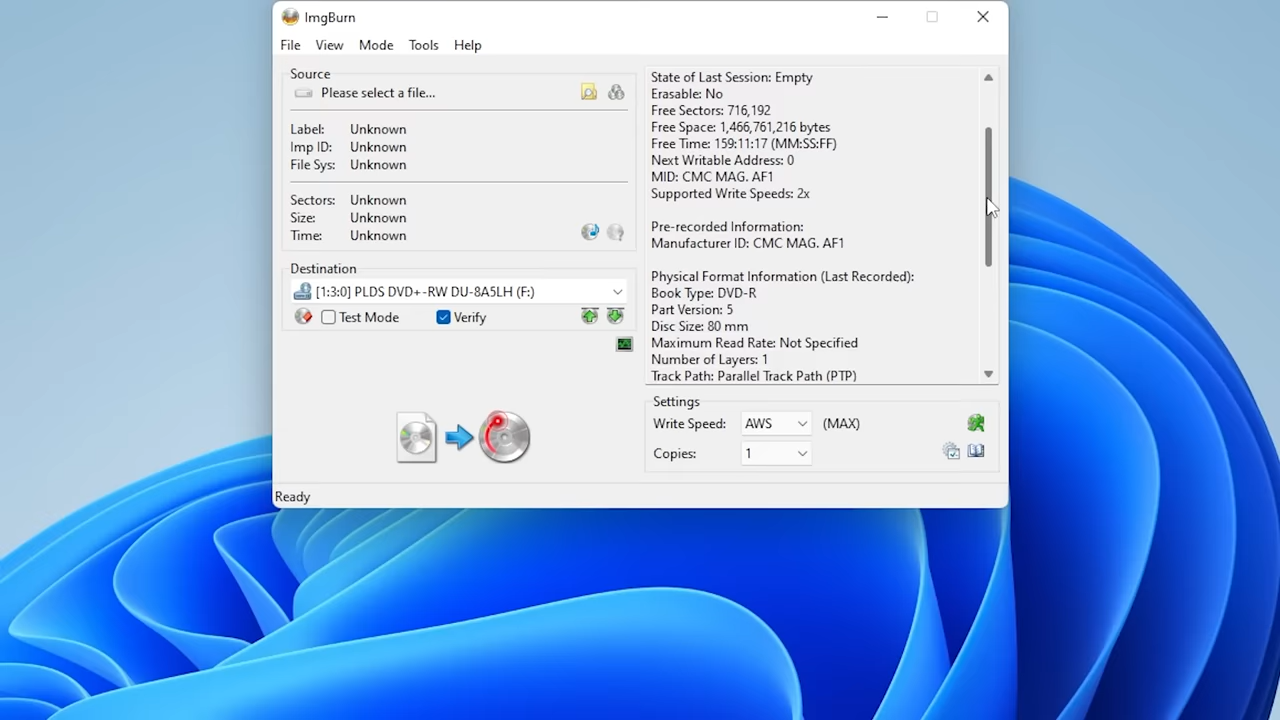 ImgBurn
File View Mode Tools Help
Source
Please select a file...
Label: Unknown
Imp ID: Unknown
File Sys: Unknown
Sectors: Unknown
Size: Unknown
Time: Unknown
Destination
[1:3:0] PLDS DVD+-RW DU-8A5LH (F:)
Test Mode Verify
State of Last Session: Empty
Erasable: No
Free Sectors: 716,192
Free Space: 1,466,761,216 bytes
Free Time: 159:11:17 (MM:SS:FF)
Next Writable Address: 0
MID: CMC MAG. AF1
Supported Write Speeds: 2x
Pre-recorded Information:
Manufacturer ID: CMC MAG. AF1
Physical Format Information (Last Recorded):
Book Type: DVD-R
Part Version: 5
Disc Size: 80 mm
Maximum Read Rate: Not Specified
Number of Layers: 1
Track Path: Parallel Track Path (PTP)
Settings
Write Speed: AWS (MAX)
Copies: 1
Ready